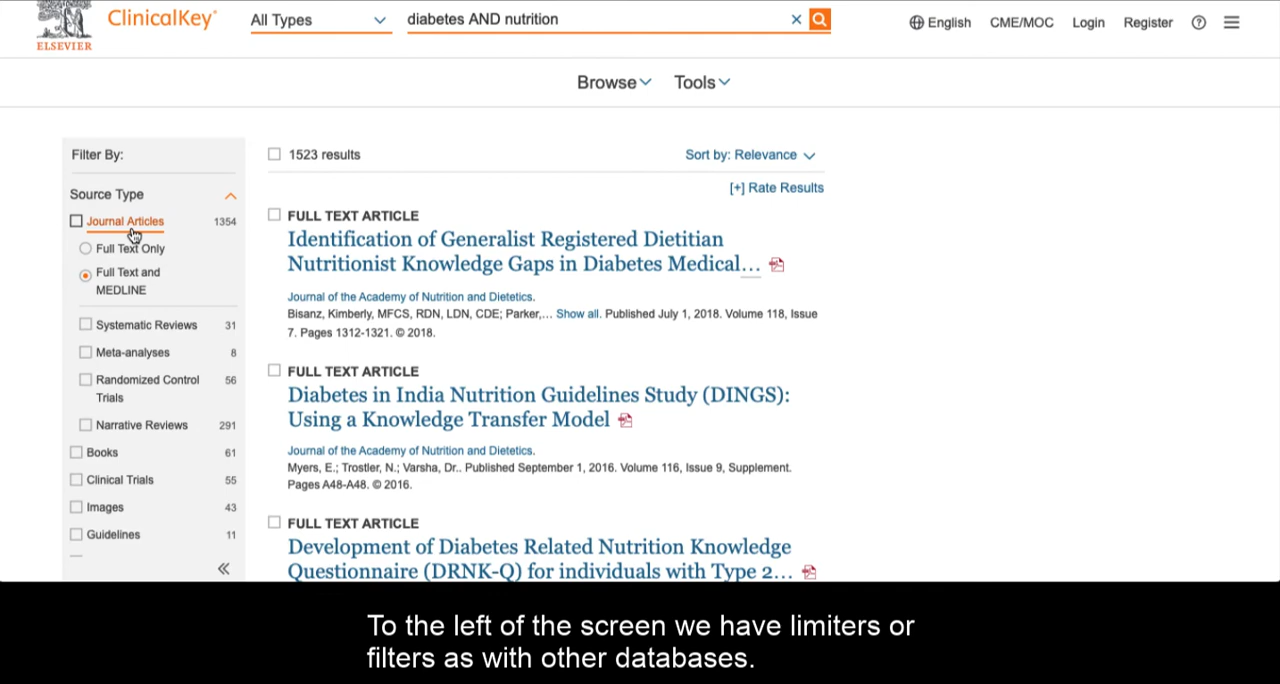 ELSEVIER
ClinicalKey®
All Types
diabetes AND nutrition
English
CME/MOC
Login
Register
Browse
Tools
Filter By:
Source Type
Journal Articles 1354
Full Text Only
Full Text and
MEDLINE
Systematic Reviews 31
Meta-analyses 8
Randomized Control 56
Trials
Narrative Reviews 291
Books 61
Clinical Trials 55
Images 43
Guidelines 11
1523 results
Sort by: Relevance
[+] Rate Results
FULL TEXT ARTICLE
Identification of Generalist Registered Dietitian
Nutritionist Knowledge Gaps in Diabetes Medical...
Journal of the Academy of Nutrition and Dietetics.
Bisanz, Kimberly, MFCS, RDN, LDN, CDE; Parker,... Show all. Published July 1, 2018. Volume 118, Issue
7. Pages 1312-1321. © 2018.
FULL TEXT ARTICLE
Diabetes in India Nutrition Guidelines Study (DINGS):
Using a Knowledge Transfer Model
Journal of the Academy of Nutrition and Dietetics.
Myers, E.; Trostler, N.; Varsha, Dr.. Published September 1, 2016. Volume 116, Issue 9, Supplement.
Pages A48-A48. © 2016.
FULL TEXT ARTICLE
Development of Diabetes Related Nutrition Knowledge
Questionnaire (DRNK-Q) for individuals with Type 2...
To the left of the screen we have limiters or
filters as with other databases.